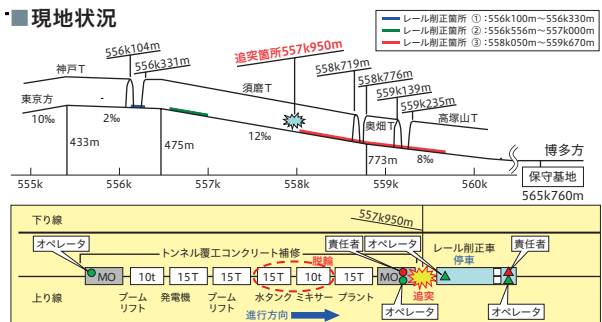 ■現地状況
レール削正箇所 ①：556k100m～556k330m
レール削正箇所 ②：556k556m～557k000m
レール削正箇所 ③：558k050m～559k670m
556k104m
556k331m
追突箇所557k950m
558k719m
558k776m
559k139m
559k235m
神戸T
須磨T
奥畑T
高塚山T
東京方
博多方
10‰
2‰
12‰
8‰
433m
475m
773m
保守基地
565k760m
555k
556k
557k
558k
559k
560k
下り線
557k950m
オペレータ
責任者
オペレータ
レール削正車
責任者
停車
トンネル覆工コンクリート補修
脱輪
MO
10t
15T
15T
15T
10t
15T
MO
上り線
ブーム
リフト
発電機
ブーム
リフト
水タンク
ミキサー
プラント
追突
進行方向
オペレータ
オペレータ